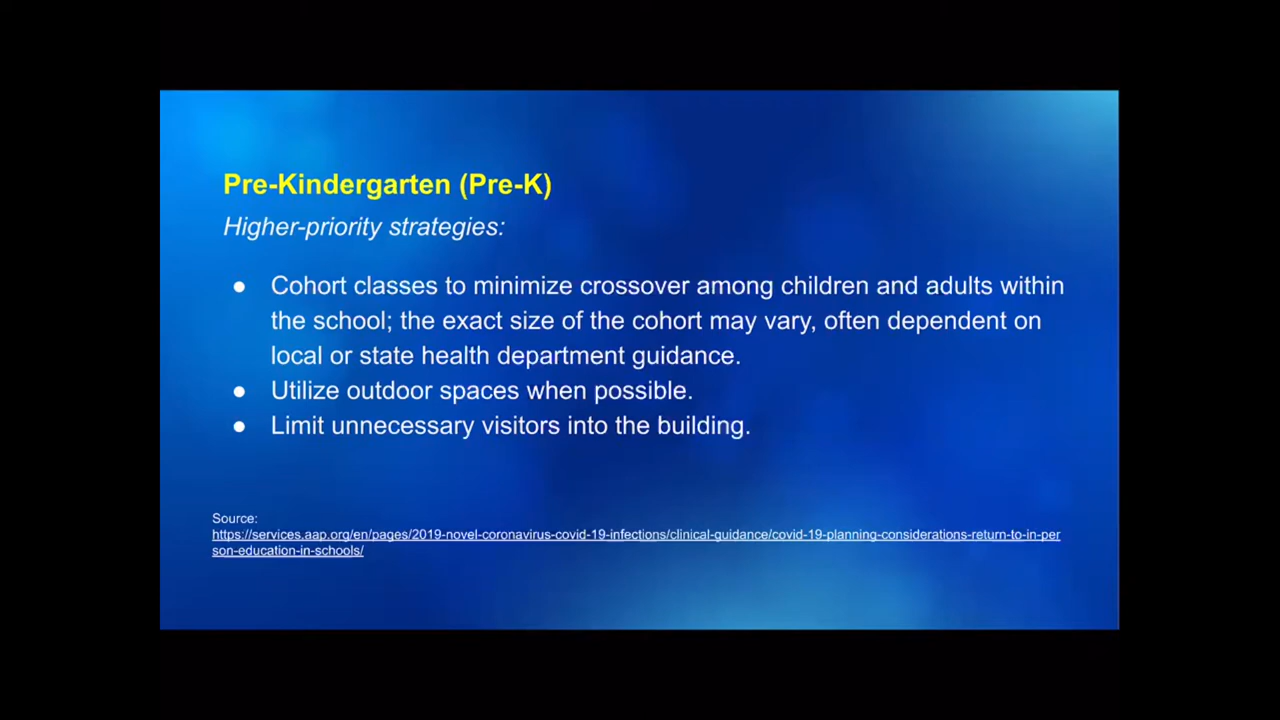 Pre-Kindergarten (Pre-K)
Higher-priority strategies:
● Cohort classes to minimize crossover among children and adults within
the school; the exact size of the cohort may vary, often dependent on
local or state health department guidance.
● Utilize outdoor spaces when possible.
● Limit unnecessary visitors into the building.
Source:
https://services.aap.org/en/pages/2019-novel-coronavirus-covid-19-infections/clinical-guidance/covid-19-planning-considerations-return-to-in-per
son-education-in-schools/